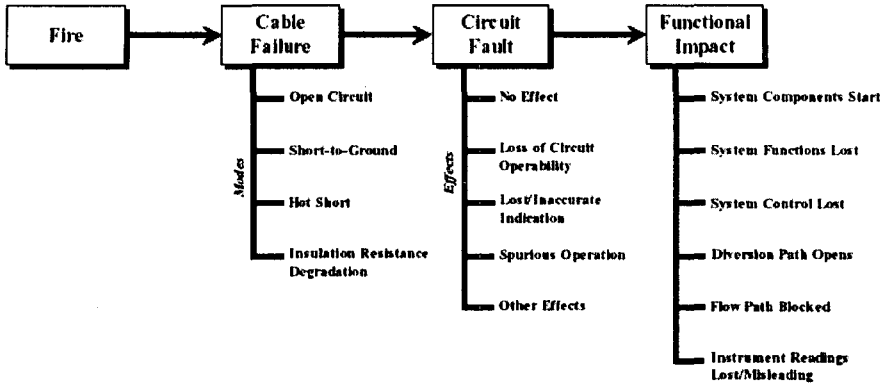 Fire
Cable
Failure
Circuit
Fault
Functional
Impact
Modes
Open Circuit
Short-to-Ground
Hot Short
Insulation Resistance
Degradation
Effects
No Effect
Loss of Circuit
Operability
Lost/Inaccurate
Indication
Spurious Operation
Other Effects
System Components Start
System Functions Lost
System Control Lost
Diversion Path Opens
Flow Path Blocked
Instrument Readings
Lost/Misleading